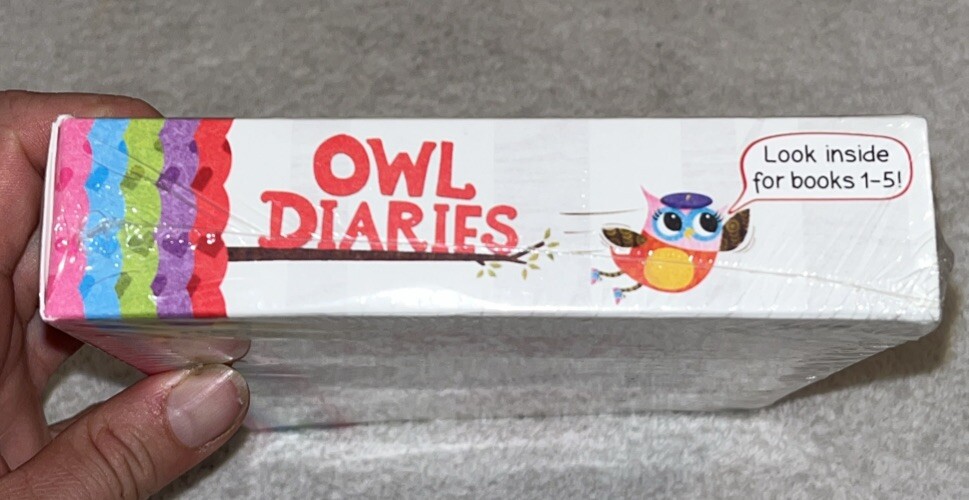 OWL
DIARIES
Look inside
for books 1-5!